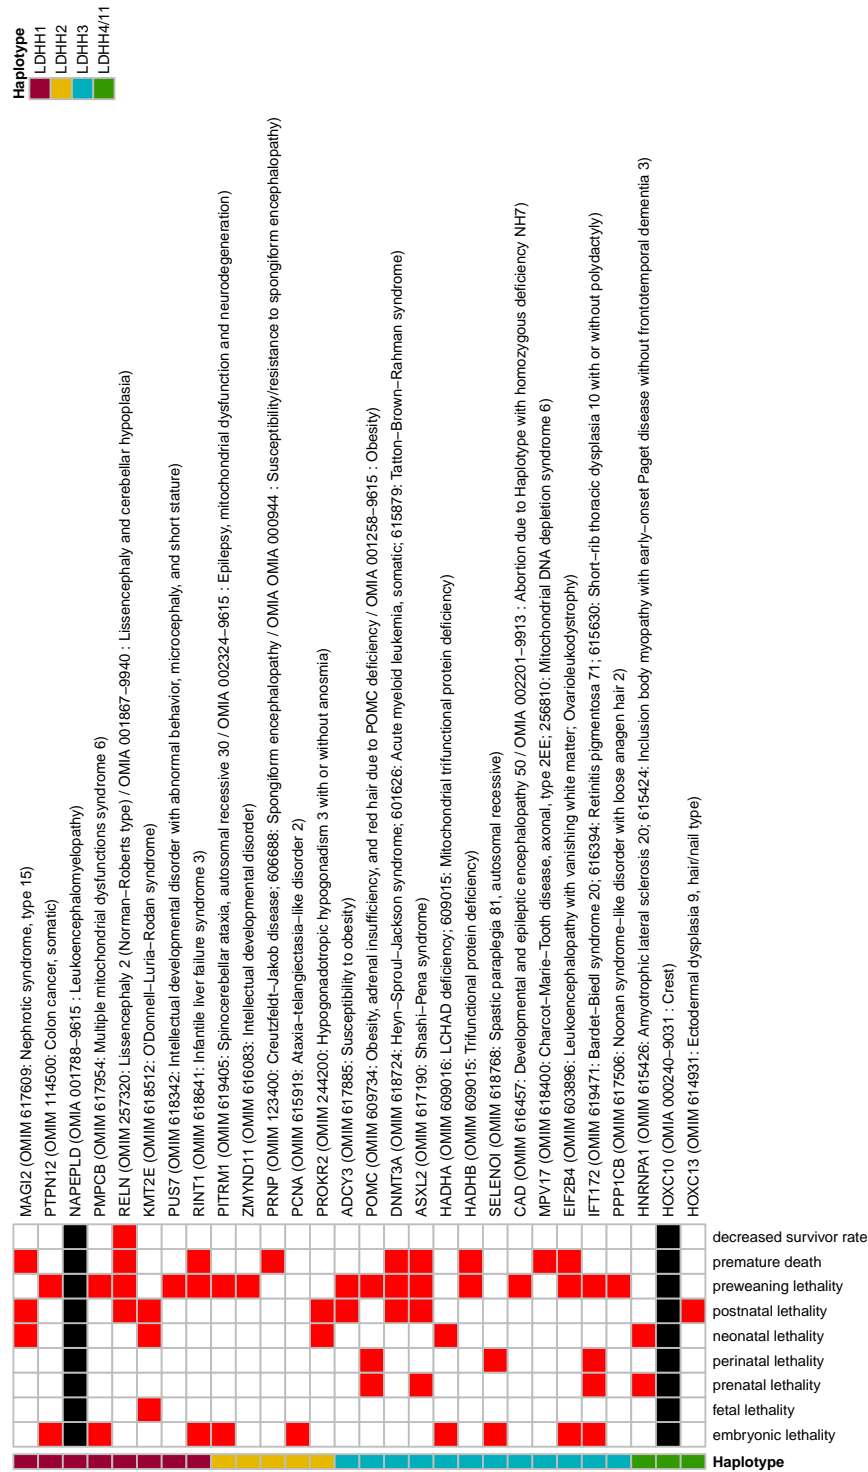 Haplotype
LDHH1
LDHH2
LDHH3
LDHH4/11
MAGI2 (OMIM 617609: Nephrotic syndrome, type 15)
PTPN12 (OMIM 114500: Colon cancer, somatic)
NAPEPLD (OMIA 001788−9615 : Leukoencephalomyelopathy)
PMPCB (OMIM 617954: Multiple mitochondrial dysfunctions syndrome 6)
RELN (OMIM 257320: Lissencephaly 2 (Norman−Roberts type) / OMIA 001867−9940 : Lissencephaly and cerebellar hypoplasia)
KMT2E (OMIM 618512: O'Donnell−Luria−Rodan syndrome)
PUS7 (OMIM 618342: Intellectual developmental disorder with abnormal behavior, microcephaly, and short stature)
RINT1 (OMIM 618641: Infantile liver failure syndrome 3)
PITRM1 (OMIM 619405: Spinocerebellar ataxia, autosomal recessive 30 / OMIA 002324−9615 : Epilepsy, mitochondrial dysfunction and neurodegeneration)
ZMYND11 (OMIM 616083: Intellectual developmental disorder)
PRNP (OMIM 123400: Creutzfeldt−Jakob disease; 606688: Spongiform encephalopathy / OMIA OMIA 000944 : Susceptibility/resistance to spongiform encephalopathy)
PCNA (OMIM 615919: Ataxia−telangiectasia−like disorder 2)
PROKR2 (OMIM 244200: Hypogonadotropic hypogonadism 3 with or without anosmia)
ADCY3 (OMIM 617885: Susceptibility to obesity)
POMC (OMIM 609734: Obesity, adrenal insufficiency, and red hair due to POMC deficiency / OMIA 001258−9615 : Obesity)
DNMT3A (OMIM 618724: Heyn−Sproul−Jackson syndrome; 601626: Acute myeloid leukemia, somatic; 615879: Tatton−Brown−Rahman syndrome)
ASXL2 (OMIM 617190: Shashi−Pena syndrome)
HADHA (OMIM 609016: LCHAD deficiency; 609015: Mitochondrial trifunctional protein deficiency)
HADHB (OMIM 609015: Trifunctional protein deficiency)
SELENOI (OMIM 618768: Spastic paraplegia 81, autosomal recessive)
CAD (OMIM 616457: Developmental and epileptic encephalopathy 50 / OMIA 002201−9913 : Abortion due to Haplotype with homozygous deficiency NH7)
MPV17 (OMIM 618400: Charcot−Marie−Tooth disease, axonal, type 2EE; 256810: Mitochondrial DNA depletion syndrome 6)
EIF2B4 (OMIM 603896: Leukoencephalopathy with vanishing white matter; Ovarioleukodystrophy)
IFT172 (OMIM 619471: Bardet−Biedl syndrome 20; 616394: Retinitis pigmentosa 71; 615630: Short−rib thoracic dysplasia 10 with or without polydactyly)
PPP1CB (OMIM 617506: Noonan syndrome−like disorder with loose anagen hair 2)
HNRNPA1 (OMIM 615426: Amyotrophic lateral sclerosis 20; 615424: Inclusion body myopathy with early−onset Paget disease without frontotemporal dementia 3)
HOXC10 (OMIA 000240−9031 : Crest)
HOXC13 (OMIM 614931: Ectodermal dysplasia 9, hair/nail type)
decreased survivor rate
premature death
preweaning lethality
postnatal lethality
neonatal lethality
perinatal lethality
prenatal lethality
fetal lethality
embryonic lethality
Haplotype